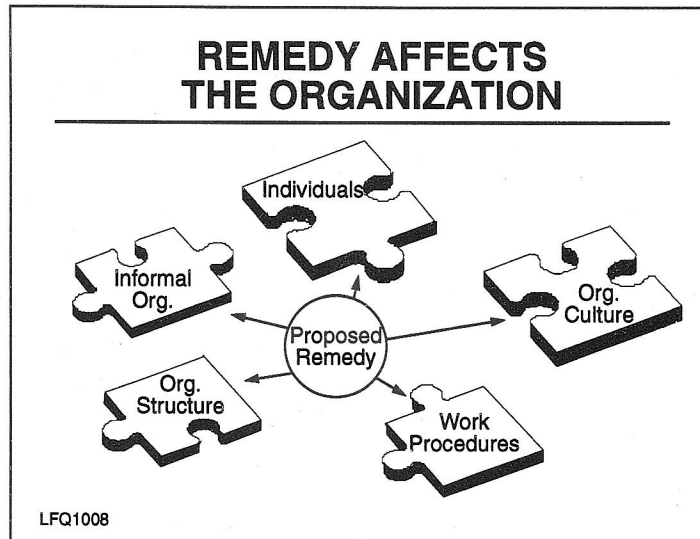 REMEDY AFFECTS
THE ORGANIZATION
Individuals
Informal
Org.
Org.
Culture
Proposed
Remedy
Org.
Structure
Work
Procedures
LFQ1008